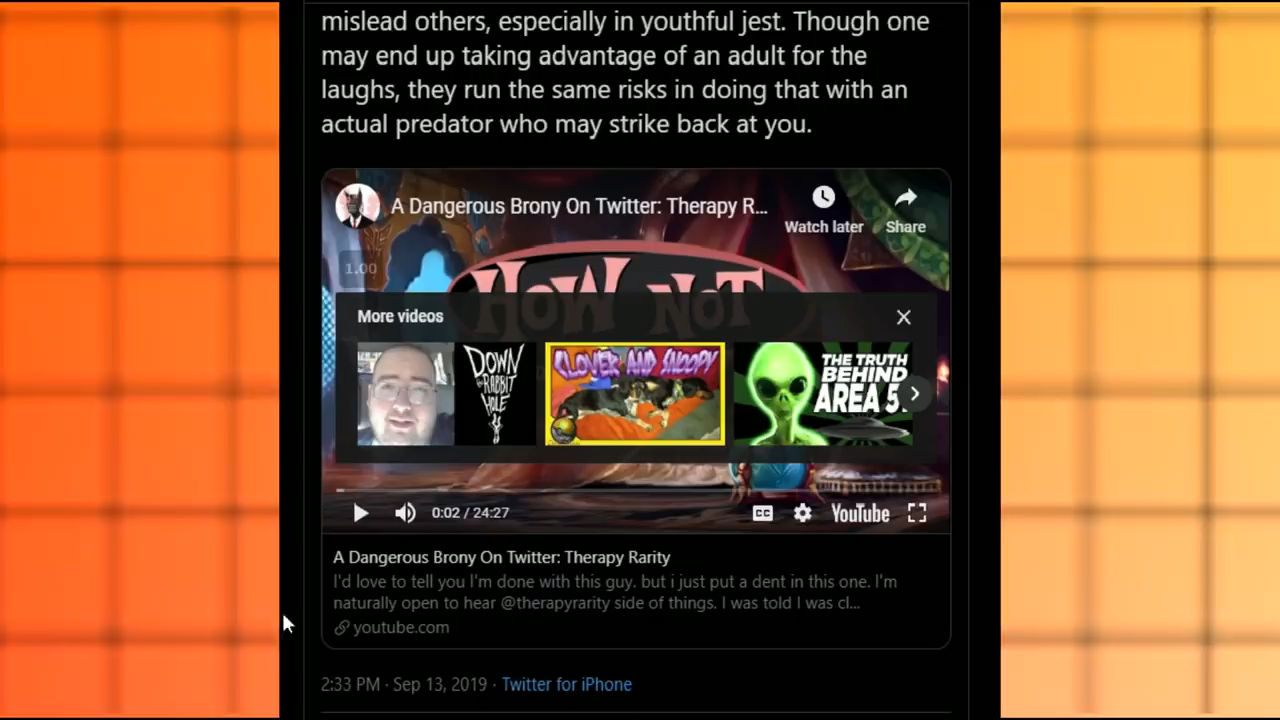 mislead others, especially in youthful jest. Though one
may end up taking advantage of an adult for the
laughs, they run the same risks in doing that with an
actual predator who may strike back at you.
A Dangerous Brony On Twitter: Therapy R...
Watch later
Share
1.00
HOW NOT
More videos
DOWN
THE RABBIT
HOLE
CLOVER AND SNOOPY
THE TRUTH
BEHIND
AREA 5
0:02 / 24:27
CC
YouTube
A Dangerous Brony On Twitter: Therapy Rarity
I'd love to tell you I'm done with this guy. but i just put a dent in this one. I'm
naturally open to hear @therapyrarity side of things. I was told I was cl...
youtube.com
2:33 PM · Sep 13, 2019 · Twitter for iPhone